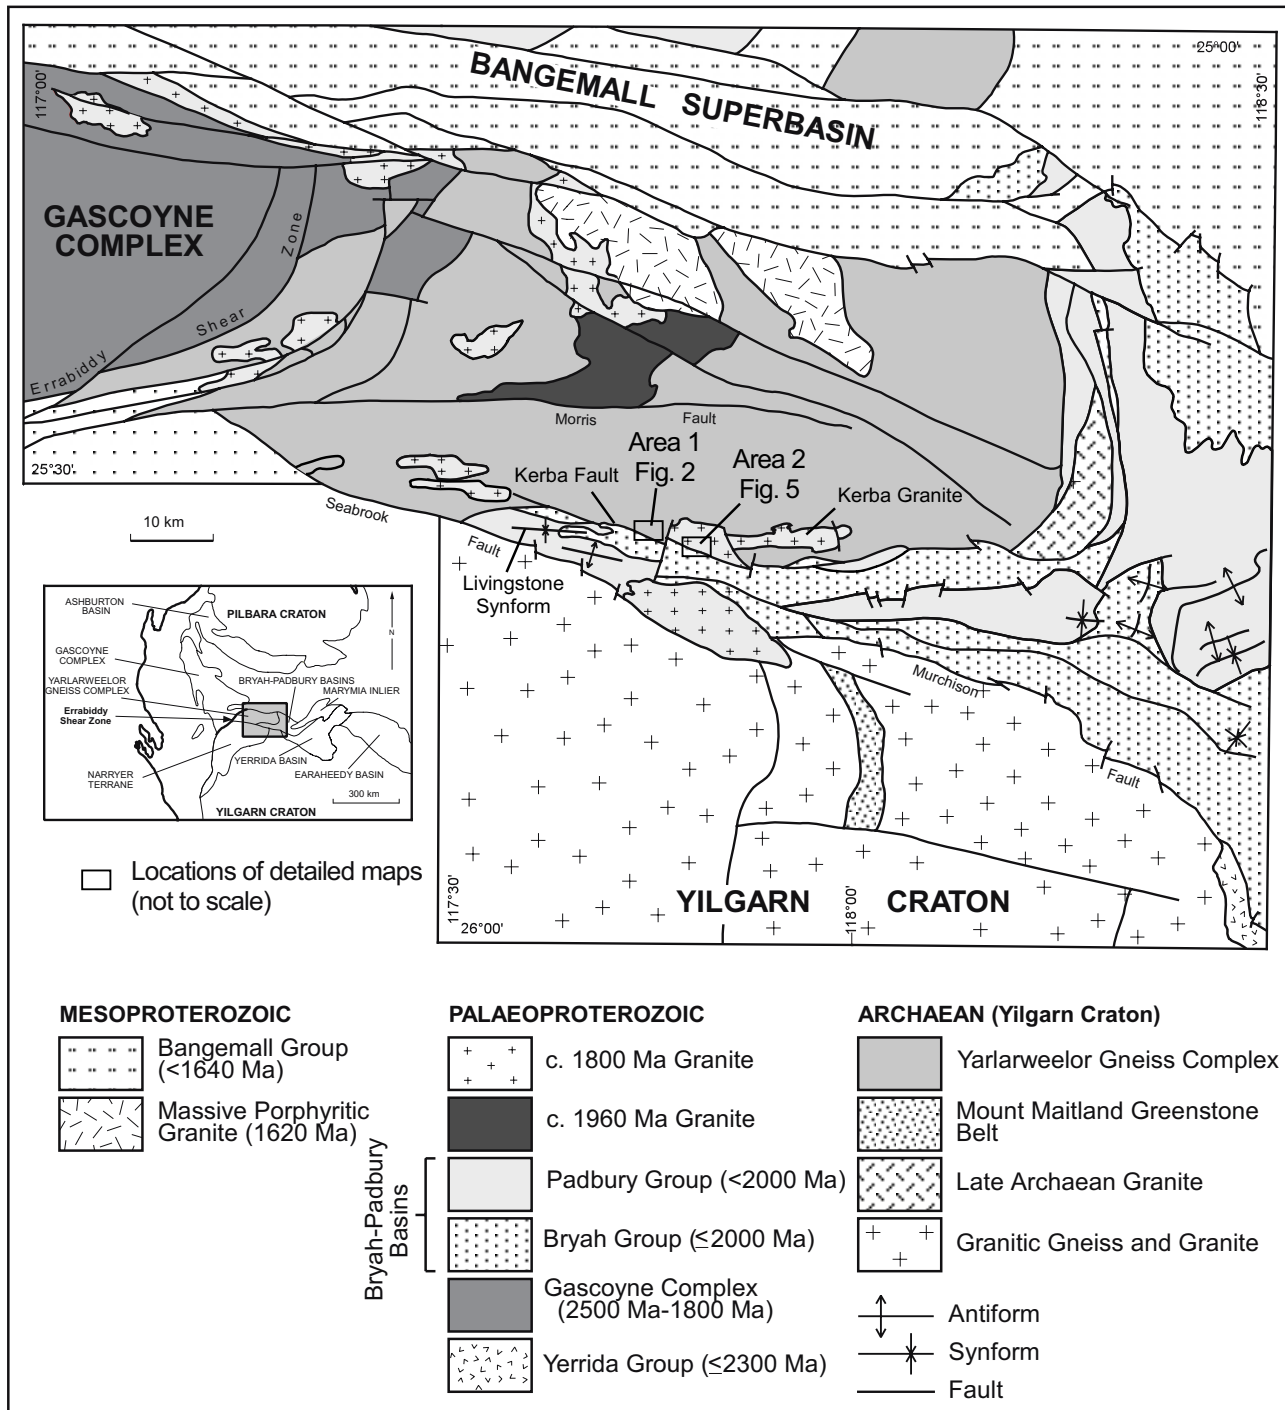 25°00'
117°00'
118°30'
BANGEMALL SUPERBASIN
GASCOYNE
COMPLEX
Errabiddy Shear Zone
Morris Fault
25°30'
Area 1
Fig. 2
Area 2
Fig. 5
Kerba Fault
Kerba Granite
Seabrook Fault
10 km
Livingstone
Synform
Murchison Fault
ASHBURTON
BASIN
PILBARA CRATON
N
GASCOYNE
COMPLEX
YARLARWEELOR
GNEISS COMPLEX
BRYAH-PADBURY BASINS
MARYMIA INLIER
Errabiddy
Shear Zone
YERRIDA BASIN
EARAHEEDY BASIN
NARRYER
TERRANE
300 km
YILGARN CRATON
Locations of detailed maps
(not to scale)
117°30'
26°00'
YILGARN CRATON
118°00'
MESOPROTEROZOIC
Bangemall Group
(<1640 Ma)
Massive Porphyritic
Granite (1620 Ma)
PALAEOPROTEROZOIC
c. 1800 Ma Granite
c. 1960 Ma Granite
Bryah-Padbury
Basins
Padbury Group (<2000 Ma)
Bryah Group (≤2000 Ma)
Gascoyne Complex
(2500 Ma-1800 Ma)
Yerrida Group (≤2300 Ma)
ARCHAEAN (Yilgarn Craton)
Yarlarweelor Gneiss Complex
Mount Maitland Greenstone
Belt
Late Archaean Granite
Granitic Gneiss and Granite
Antiform
Synform
Fault